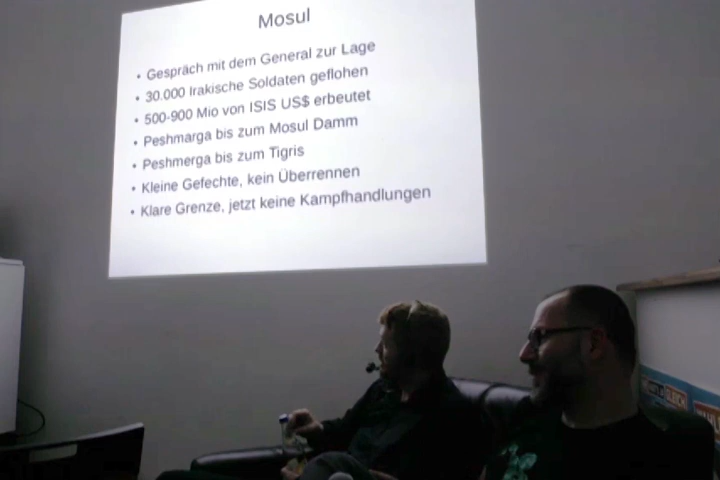 Mosul
• Gespräch mit dem General zur Lage
• 30.000 Irakische Soldaten geflohen
• 500-900 Mio von ISIS US$ erbeutet
• Peshmarga bis zum Mosul Damm
• Peshmerga bis zum Tigris
• Kleine Gefechte, kein Überrennen
• Klare Grenze, jetzt keine Kampfhandlungen